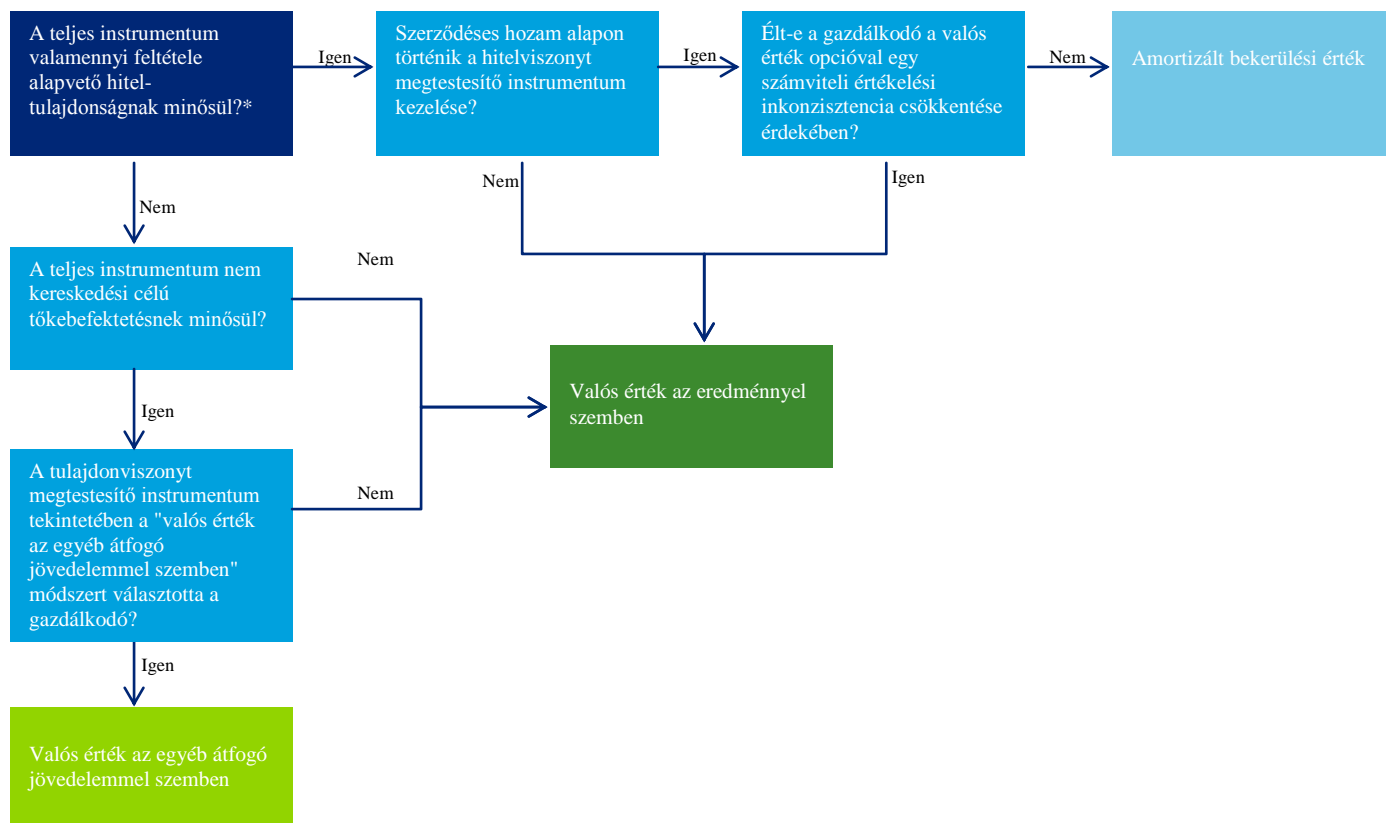 A teljes instrumentum
valamennyi feltétele
alapvető hitel-
tulajdonságnak minősül?*
Igen
Szerződéses hozam alapon
történik a hitelviszonyt
megtestesítő instrumentum
kezelése?
Igen
Élt-e a gazdálkodó a valós
érték opcióval egy
számviteli értékelési
inkonzisztencia csökkentése
érdekében?
Nem
Amortizált bekerülési érték
Nem
Igen
Nem
A teljes instrumentum nem
kereskedési célú
tőkebefektetésnek minősül?
Nem
Valós érték az eredménnyel
szemben
Igen
A tulajdonviszonyt
megtestesítő instrumentum
tekintetében a "valós érték
az egyéb átfogó
jövedelemmel szemben"
módszert választotta a
gazdálkodó?
Nem
Igen
Valós érték az egyéb átfogó
jövedelemmel szemben